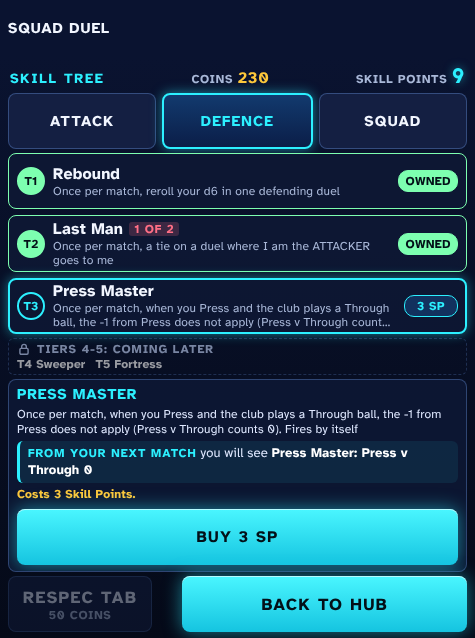 SQUAD DUEL
SKILL TREE COINS 230 SKILL POINTS 9
ATTACK DEFENCE SQUAD
T1 Rebound OWNED
Once per match, reroll your d6 in one defending duel
T2 Last Man 1 OF 2 OWNED
Once per match, a tie on a duel where I am the ATTACKER
goes to me
T3 Press Master 3 SP
Once per match, when you Press and the club plays a Through
ball, the -1 from Press does not apply (Press v Through count...
TIERS 4-5: COMING LATER
T4 Sweeper T5 Fortress
PRESS MASTER
Once per match, when you Press and the club plays a Through ball, the -1 from
Press does not apply (Press v Through counts 0). Fires by itself
FROM YOUR NEXT MATCH you will see Press Master: Press v
Through 0
Costs 3 Skill Points.
BUY 3 SP
RESPEC TAB
50 COINS
BACK TO HUB